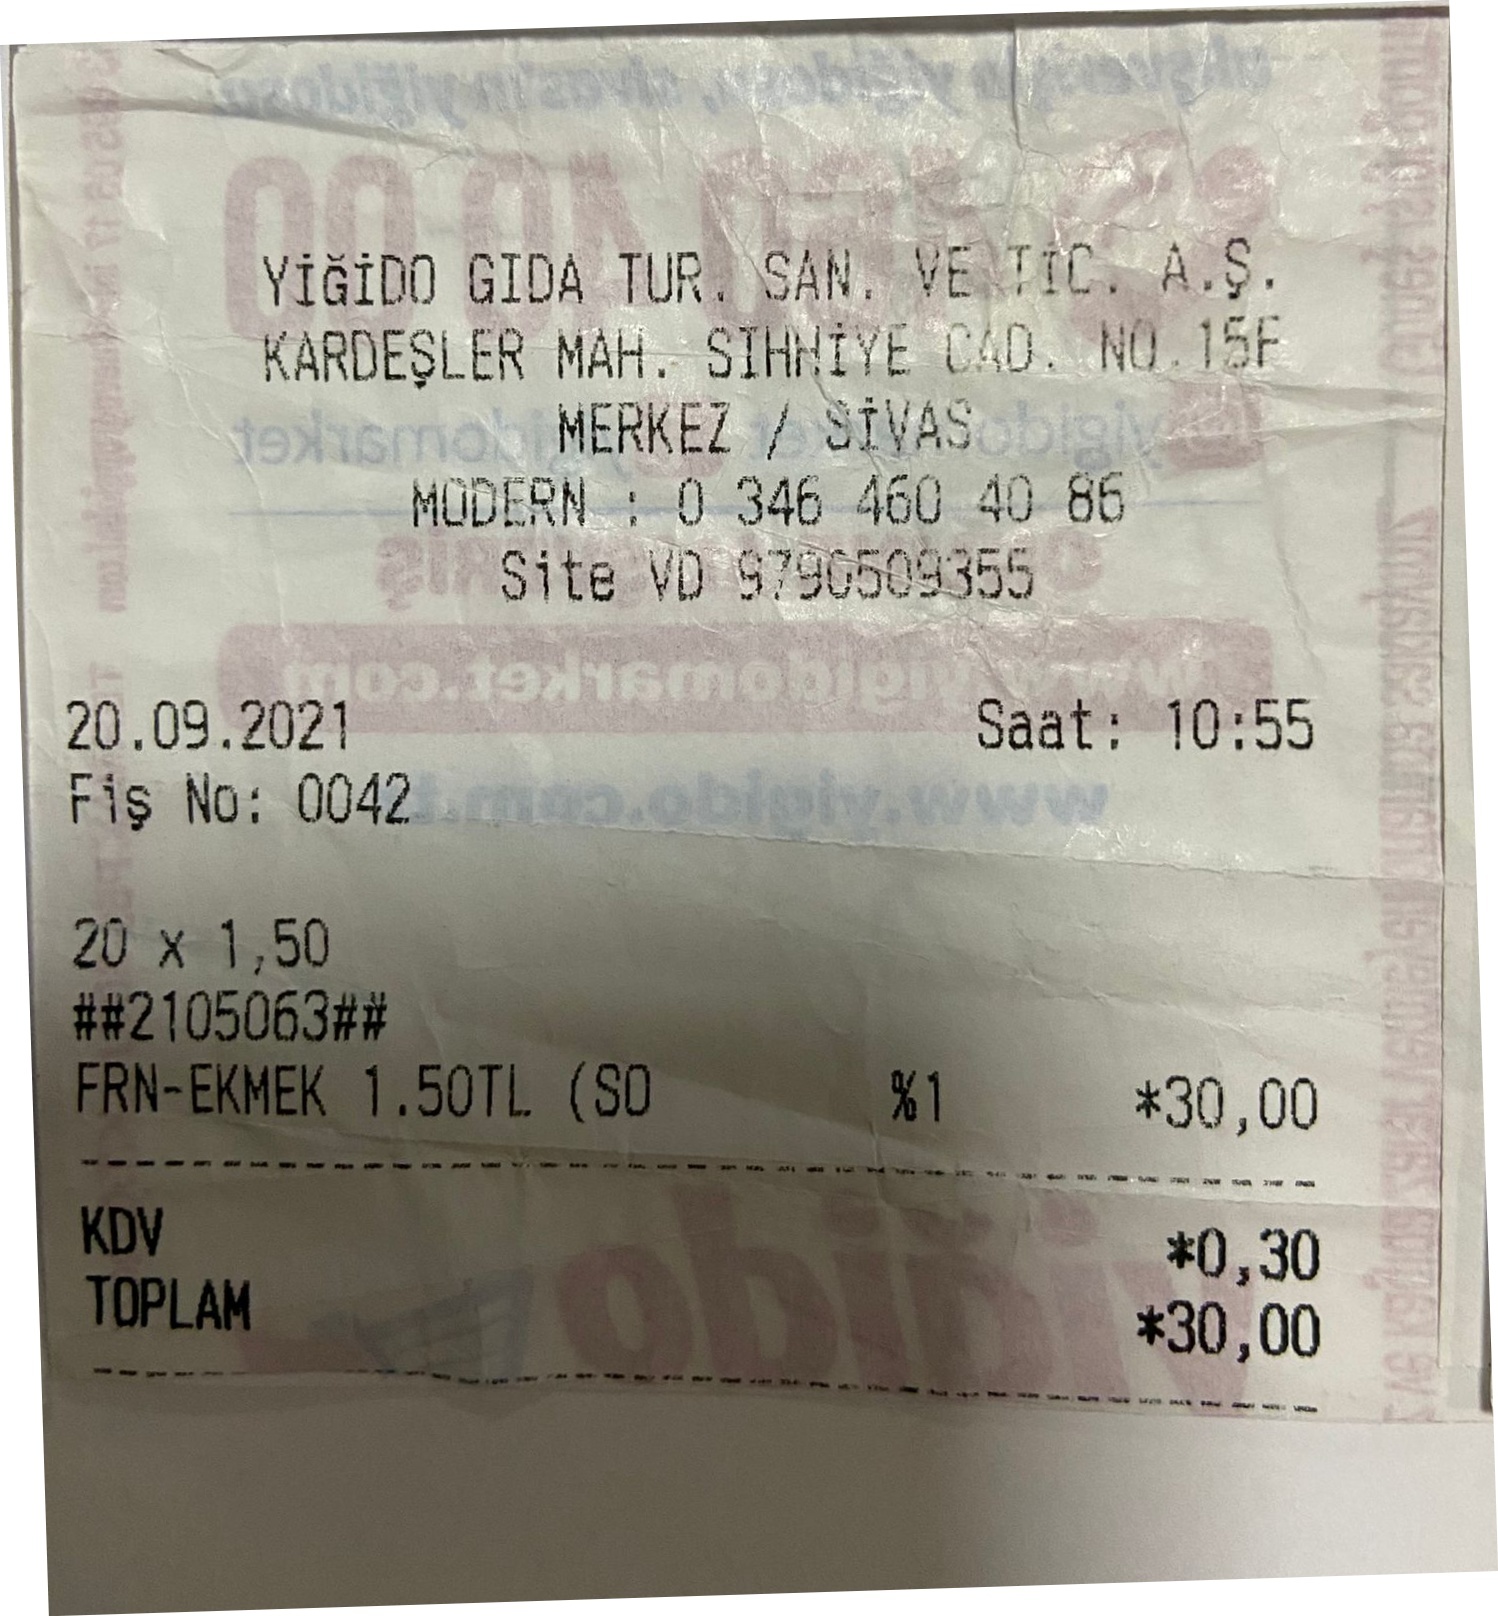 YİĞİDO GIDA TUR. SAN. VE TİC. A.Ş.
KARDEŞLER MAH. SIHHİYE CAD. NO.15F
MERKEZ / SİVAS
MODERN : 0 346 460 40 86
Site VD 9790509355
20.09.2021 Saat: 10:55
Fiş No: 0042
20 x 1,50
##2105063##
FRN-EKMEK 1.50TL (SO %1 *30,00
KDV *0,30
TOPLAM *30,00